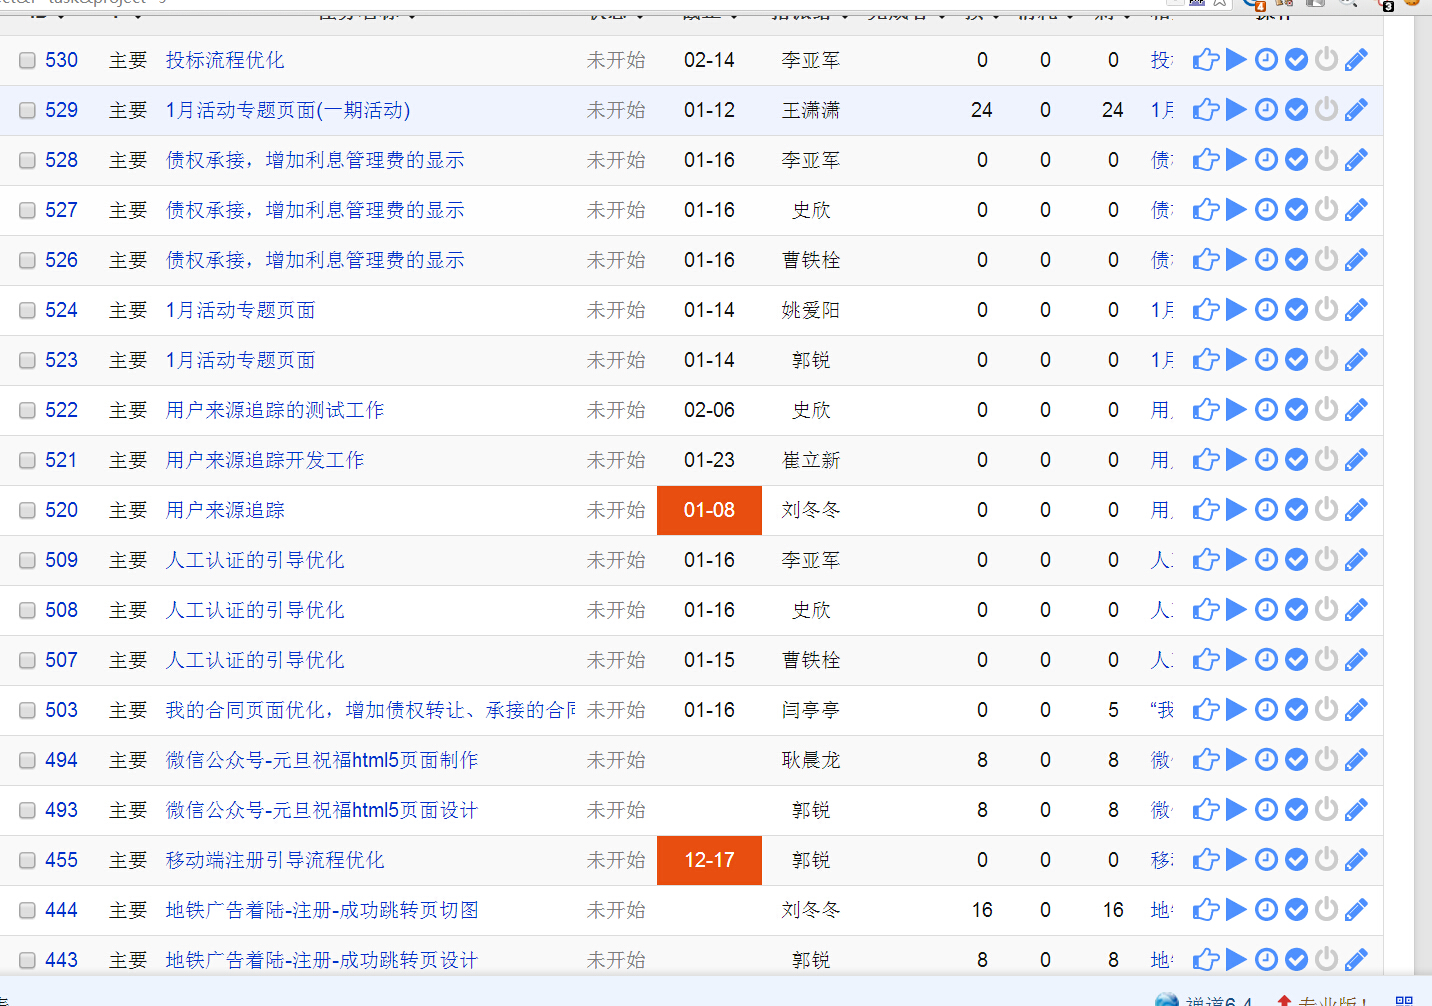 530 主要 投标流程优化 未开始 02-14 李亚军 0 0 0 投
529 主要 1月活动专题页面(一期活动) 未开始 01-12 王潇潇 24 0 24 1月
528 主要 债权承接，增加利息管理费的显示 未开始 01-16 李亚军 0 0 0 债
527 主要 债权承接，增加利息管理费的显示 未开始 01-16 史欣 0 0 0 债
526 主要 债权承接，增加利息管理费的显示 未开始 01-16 曹铁栓 0 0 0 债
524 主要 1月活动专题页面 未开始 01-14 姚爱阳 0 0 0 1月
523 主要 1月活动专题页面 未开始 01-14 郭锐 0 0 0 1月
522 主要 用户来源追踪的测试工作 未开始 02-06 史欣 0 0 0 用
521 主要 用户来源追踪开发工作 未开始 01-23 崔立新 0 0 0 用
520 主要 用户来源追踪 未开始 01-08 刘冬冬 0 0 0 用
509 主要 人工认证的引导优化 未开始 01-16 李亚军 0 0 0 人
508 主要 人工认证的引导优化 未开始 01-16 史欣 0 0 0 人
507 主要 人工认证的引导优化 未开始 01-15 曹铁栓 0 0 0 人
503 主要 我的合同页面优化，增加债权转让、承接的合同 未开始 01-16 闫亭亭 0 0 5 “我
494 主要 微信公众号-元旦祝福html5页面制作 未开始 耿晨龙 8 0 8 微
493 主要 微信公众号-元旦祝福html5页面设计 未开始 郭锐 8 0 8 微
455 主要 移动端注册引导流程优化 未开始 12-17 郭锐 0 0 0 移
444 主要 地铁广告着陆-注册-成功跳转页切图 未开始 刘冬冬 16 0 16 地
443 主要 地铁广告着陆-注册-成功跳转页设计 未开始 郭锐 8 0 8 地
禅道6.4 专业版!